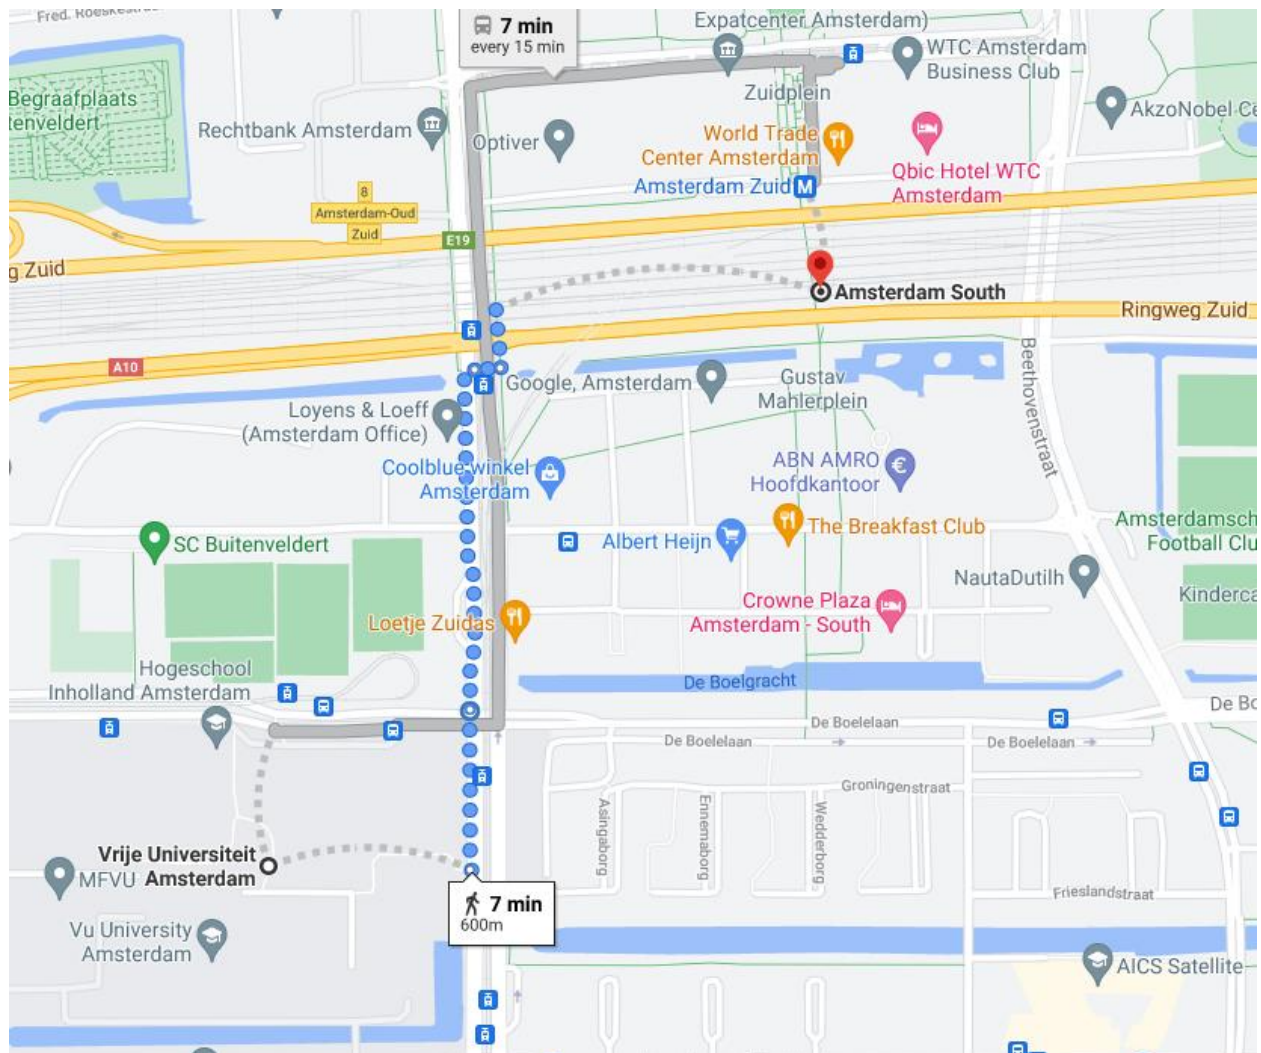 Fred. Roeskestraat
7 min
every 15 min
Expatcenter Amsterdam)
WTC Amsterdam
Business Club
Zuidplein
Begraafplaats
tenveldert
Rechtbank Amsterdam
Optiver
World Trade
Center Amsterdam
AkzoNobel Ce
Qbic Hotel WTC
Amsterdam
Amsterdam Zuid M
8
Amsterdam-Oud
Zuid
E19
g Zuid
Amsterdam South
Ringweg Zuid
A10
Beethovenstraat
Google, Amsterdam
Gustav
Mahlerplein
Loyens & Loeff
(Amsterdam Office)
Coolblue winkel
Amsterdam
ABN AMRO
Hoofdkantoor
€
SC Buitenveldert
Albert Heijn
The Breakfast Club
Amsterdamsch
Football Clu
NautaDutilh
Kinderca
Crowne Plaza
Amsterdam - South
Loetje Zuidas
Hogeschool
Inholland Amsterdam
De Boelgracht
De Bo
De Boelelaan
De Boelelaan
De Boelelaan
Groningenstraat
Asingaborg
Ennemaborg
Wedderborg
Vrije Universiteit
Amsterdam
MFVU
Frieslandstraat
7 min
600m
Vu University
Amsterdam
AICS Satellite